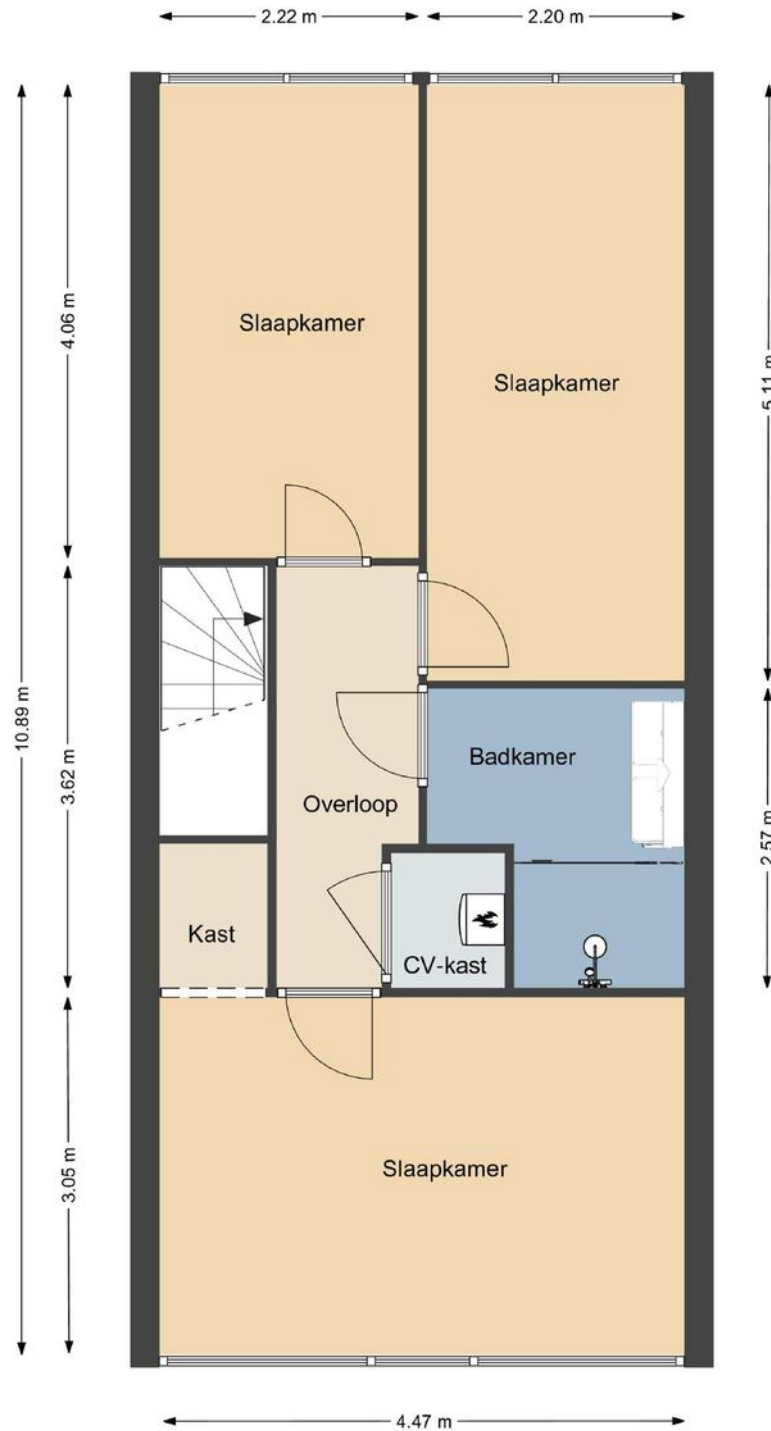 2.22 m
2.20 m
4.06 m
5.11 m
Slaapkamer
Slaapkamer
10.89 m
3.62 m
Badkamer
Overloop
2.57 m
Kast
CV-kast
3.05 m
Slaapkamer
4.47 m